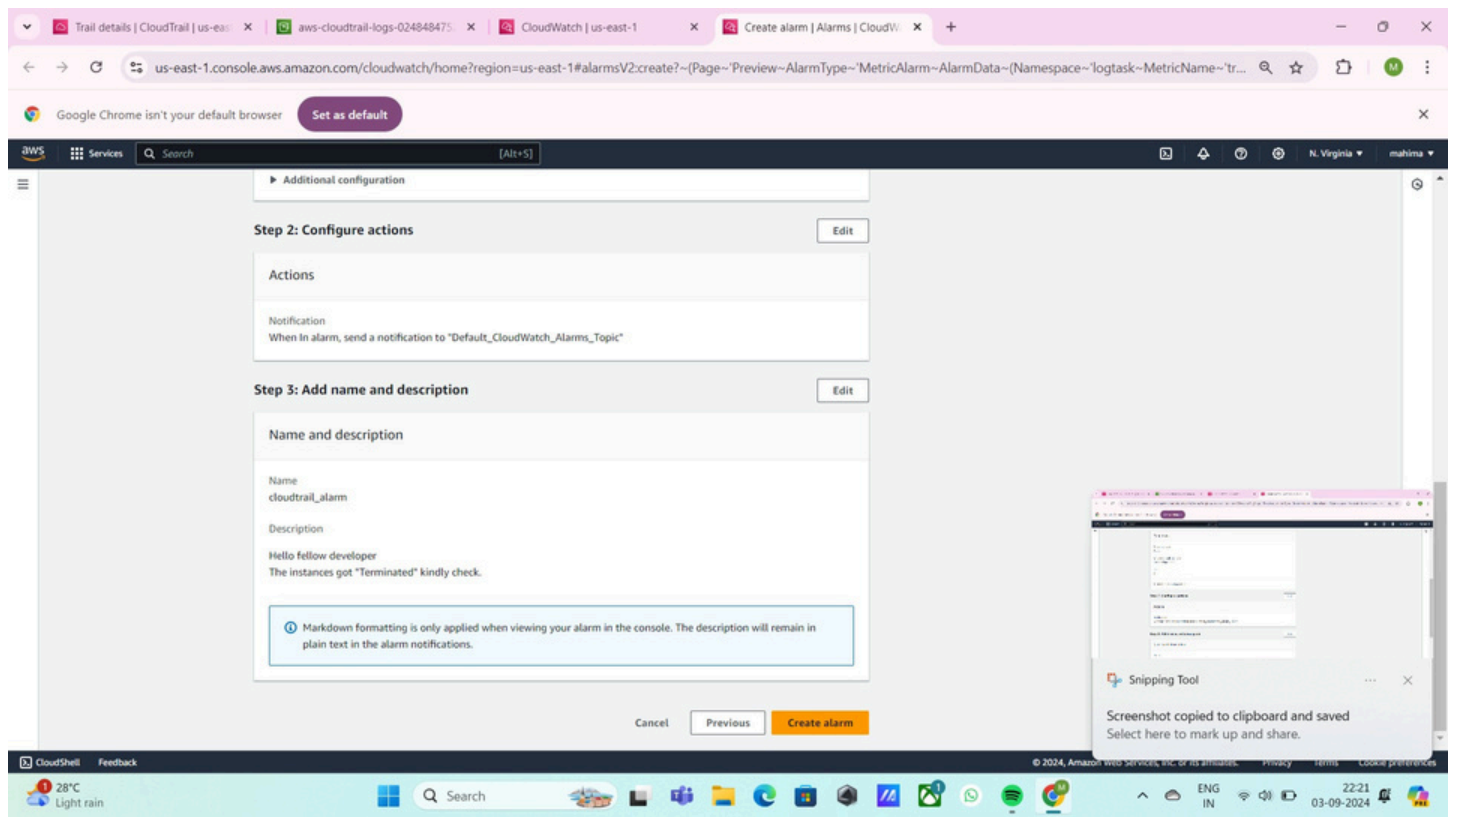 Trail details | CloudTrail | us-eas
aws-cloudtrail-logs-024848475
CloudWatch | us-east-1
Create alarm | Alarms | CloudW
us-east-1.console.aws.amazon.com/cloudwatch/home?region=us-east-1#alarmsV2:create?~(Page~'Preview~AlarmType~'MetricAlarm~AlarmData~(Namespace~'logtask~MetricName~'tr...
M
Google Chrome isn't your default browser
Set as default
aws
Services
Search
[Alt+S]
N. Virginia
mahima
Additional configuration
Step 2: Configure actions
Edit
Actions
Notification
When In alarm, send a notification to "Default_CloudWatch_Alarms_Topic"
Step 3: Add name and description
Edit
Name and description
Name
cloudtrail_alarm
Description
Hello fellow developer
The instances got "Terminated" kindly check.
Markdown formatting is only applied when viewing your alarm in the console. The description will remain in
plain text in the alarm notifications.
Cancel
Previous
Create alarm
Snipping Tool
Screenshot copied to clipboard and saved
Select here to mark up and share.
CloudShell
Feedback
© 2024, Amazon Web Services, Inc. or its affiliates.
Privacy
Terms
Cookie preferences
1
28°C
Light rain
Search
ENG
IN
22:21
03-09-2024
PRE